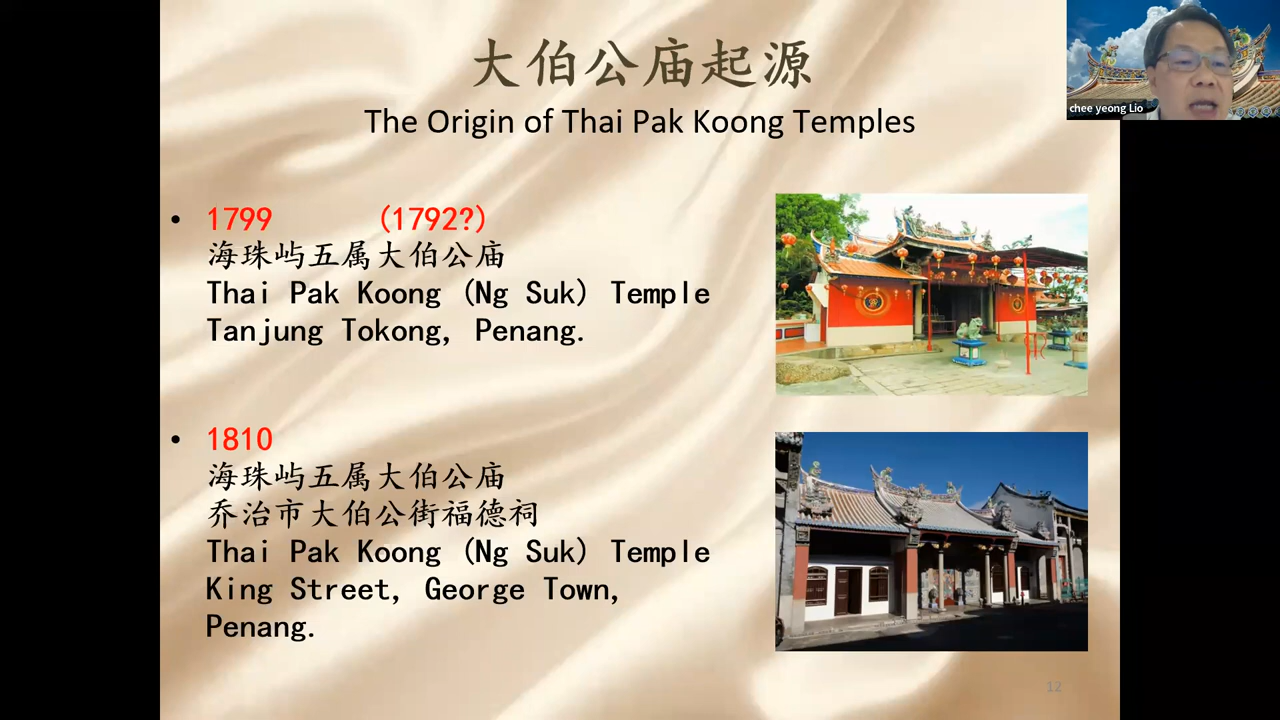 大伯公庙起源
The Origin of Thai Pak Koong Temples
chee yeong Lio
• 1799 (1792?)
海珠屿五属大伯公庙
Thai Pak Koong (Ng Suk) Temple
Tanjung Tokong, Penang.
• 1810
海珠屿五属大伯公庙
乔治市大伯公街福德祠
Thai Pak Koong (Ng Suk) Temple
King Street, George Town,
Penang.
12